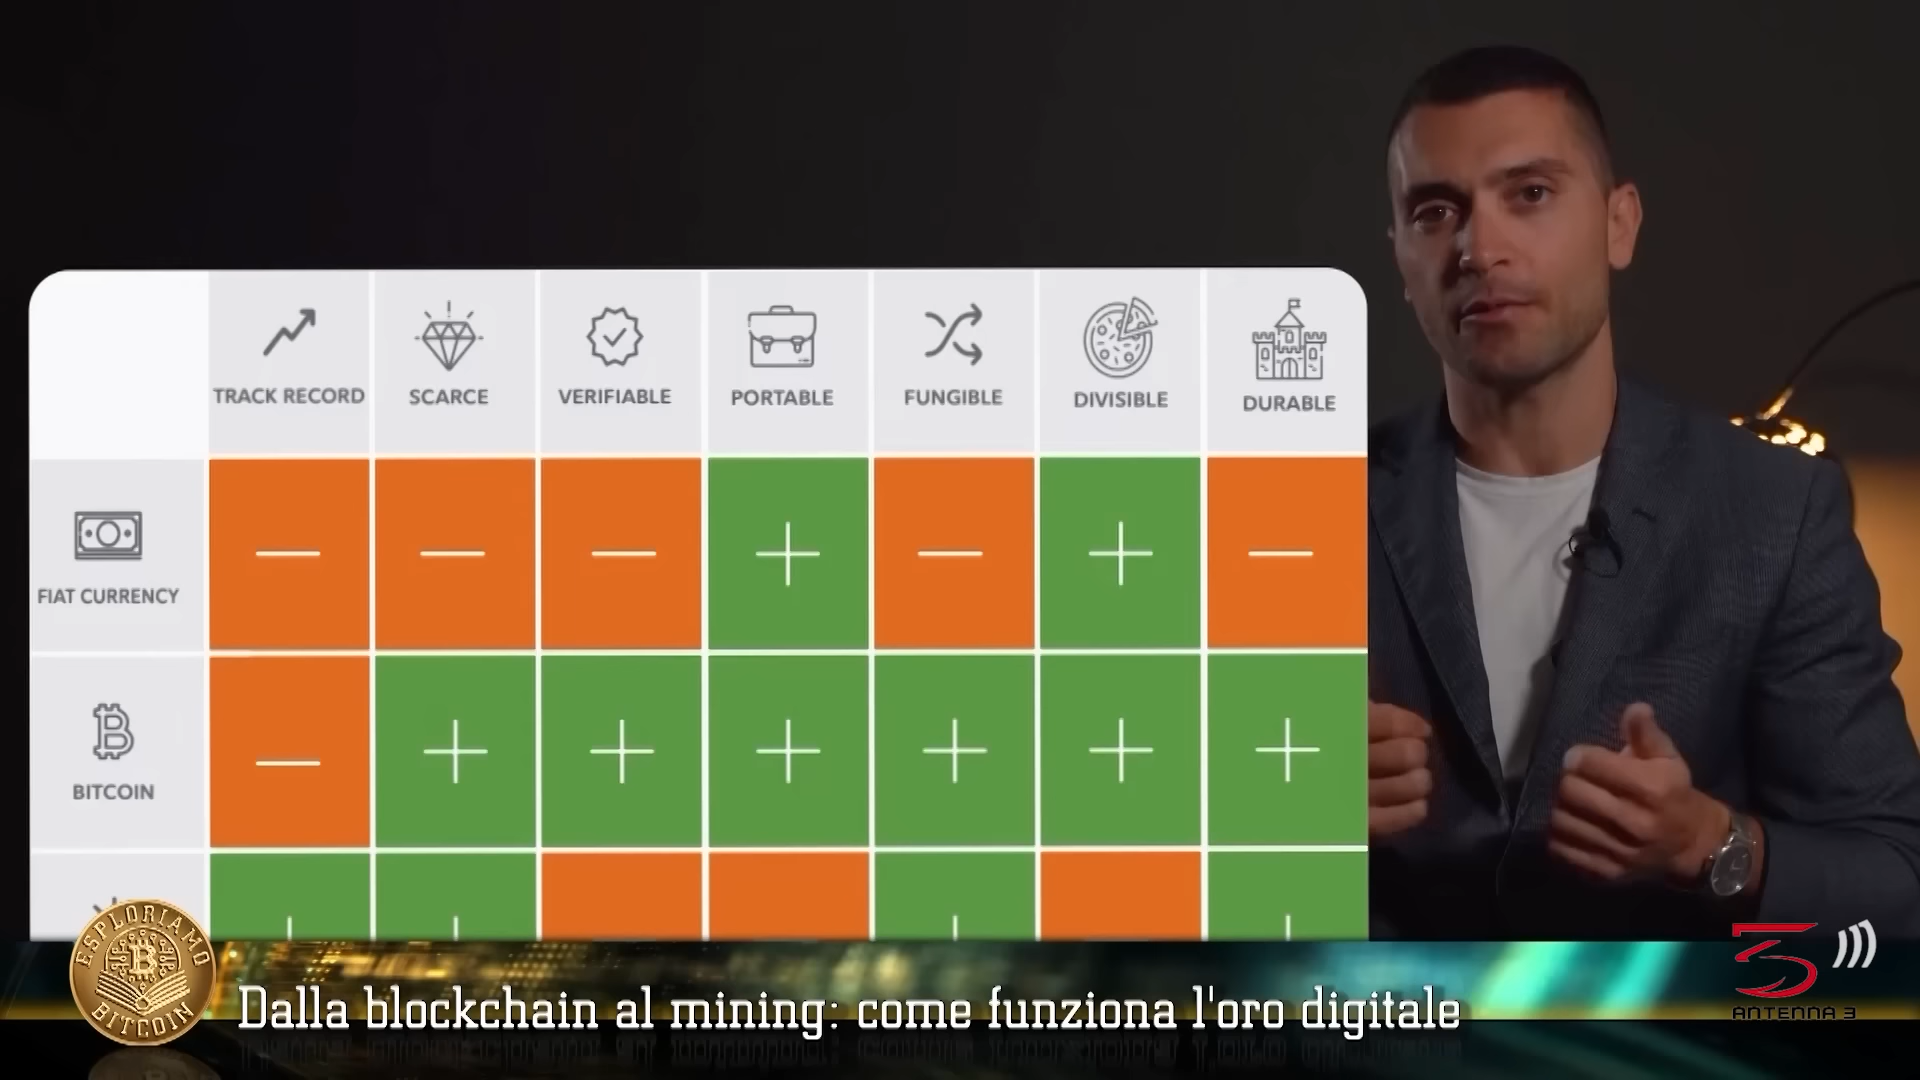 TRACK RECORD
SCARCE
VERIFIABLE
PORTABLE
FUNGIBLE
DIVISIBLE
DURABLE
FIAT CURRENCY
BITCOIN
ESPLORIAMO
BITCOIN
Dalla blockchain al mining: come funziona l'oro digitale
3
ANTENNA 3